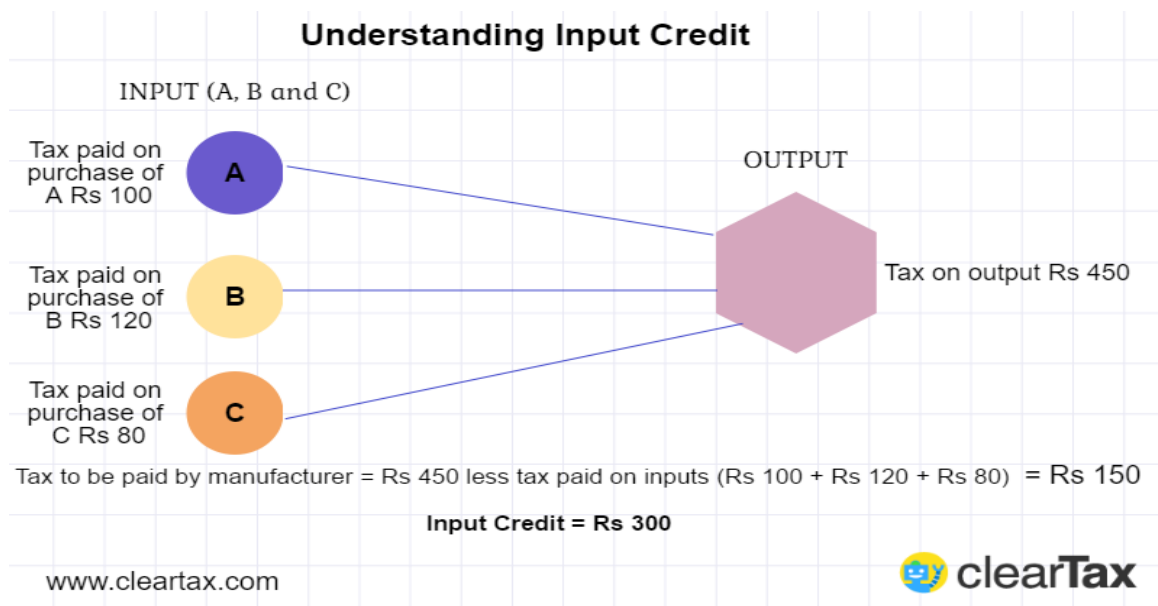 Understanding Input Credit
INPUT (A, B and C)
Tax paid on
purchase of
A Rs 100
A
OUTPUT
Tax paid on
purchase of
B Rs 120
B
Tax on output Rs 450
Tax paid on
purchase of
C Rs 80
C
Tax to be paid by manufacturer = Rs 450 less tax paid on inputs (Rs 100 + Rs 120 + Rs 80) = Rs 150
Input Credit = Rs 300
www.cleartax.com
clearTax